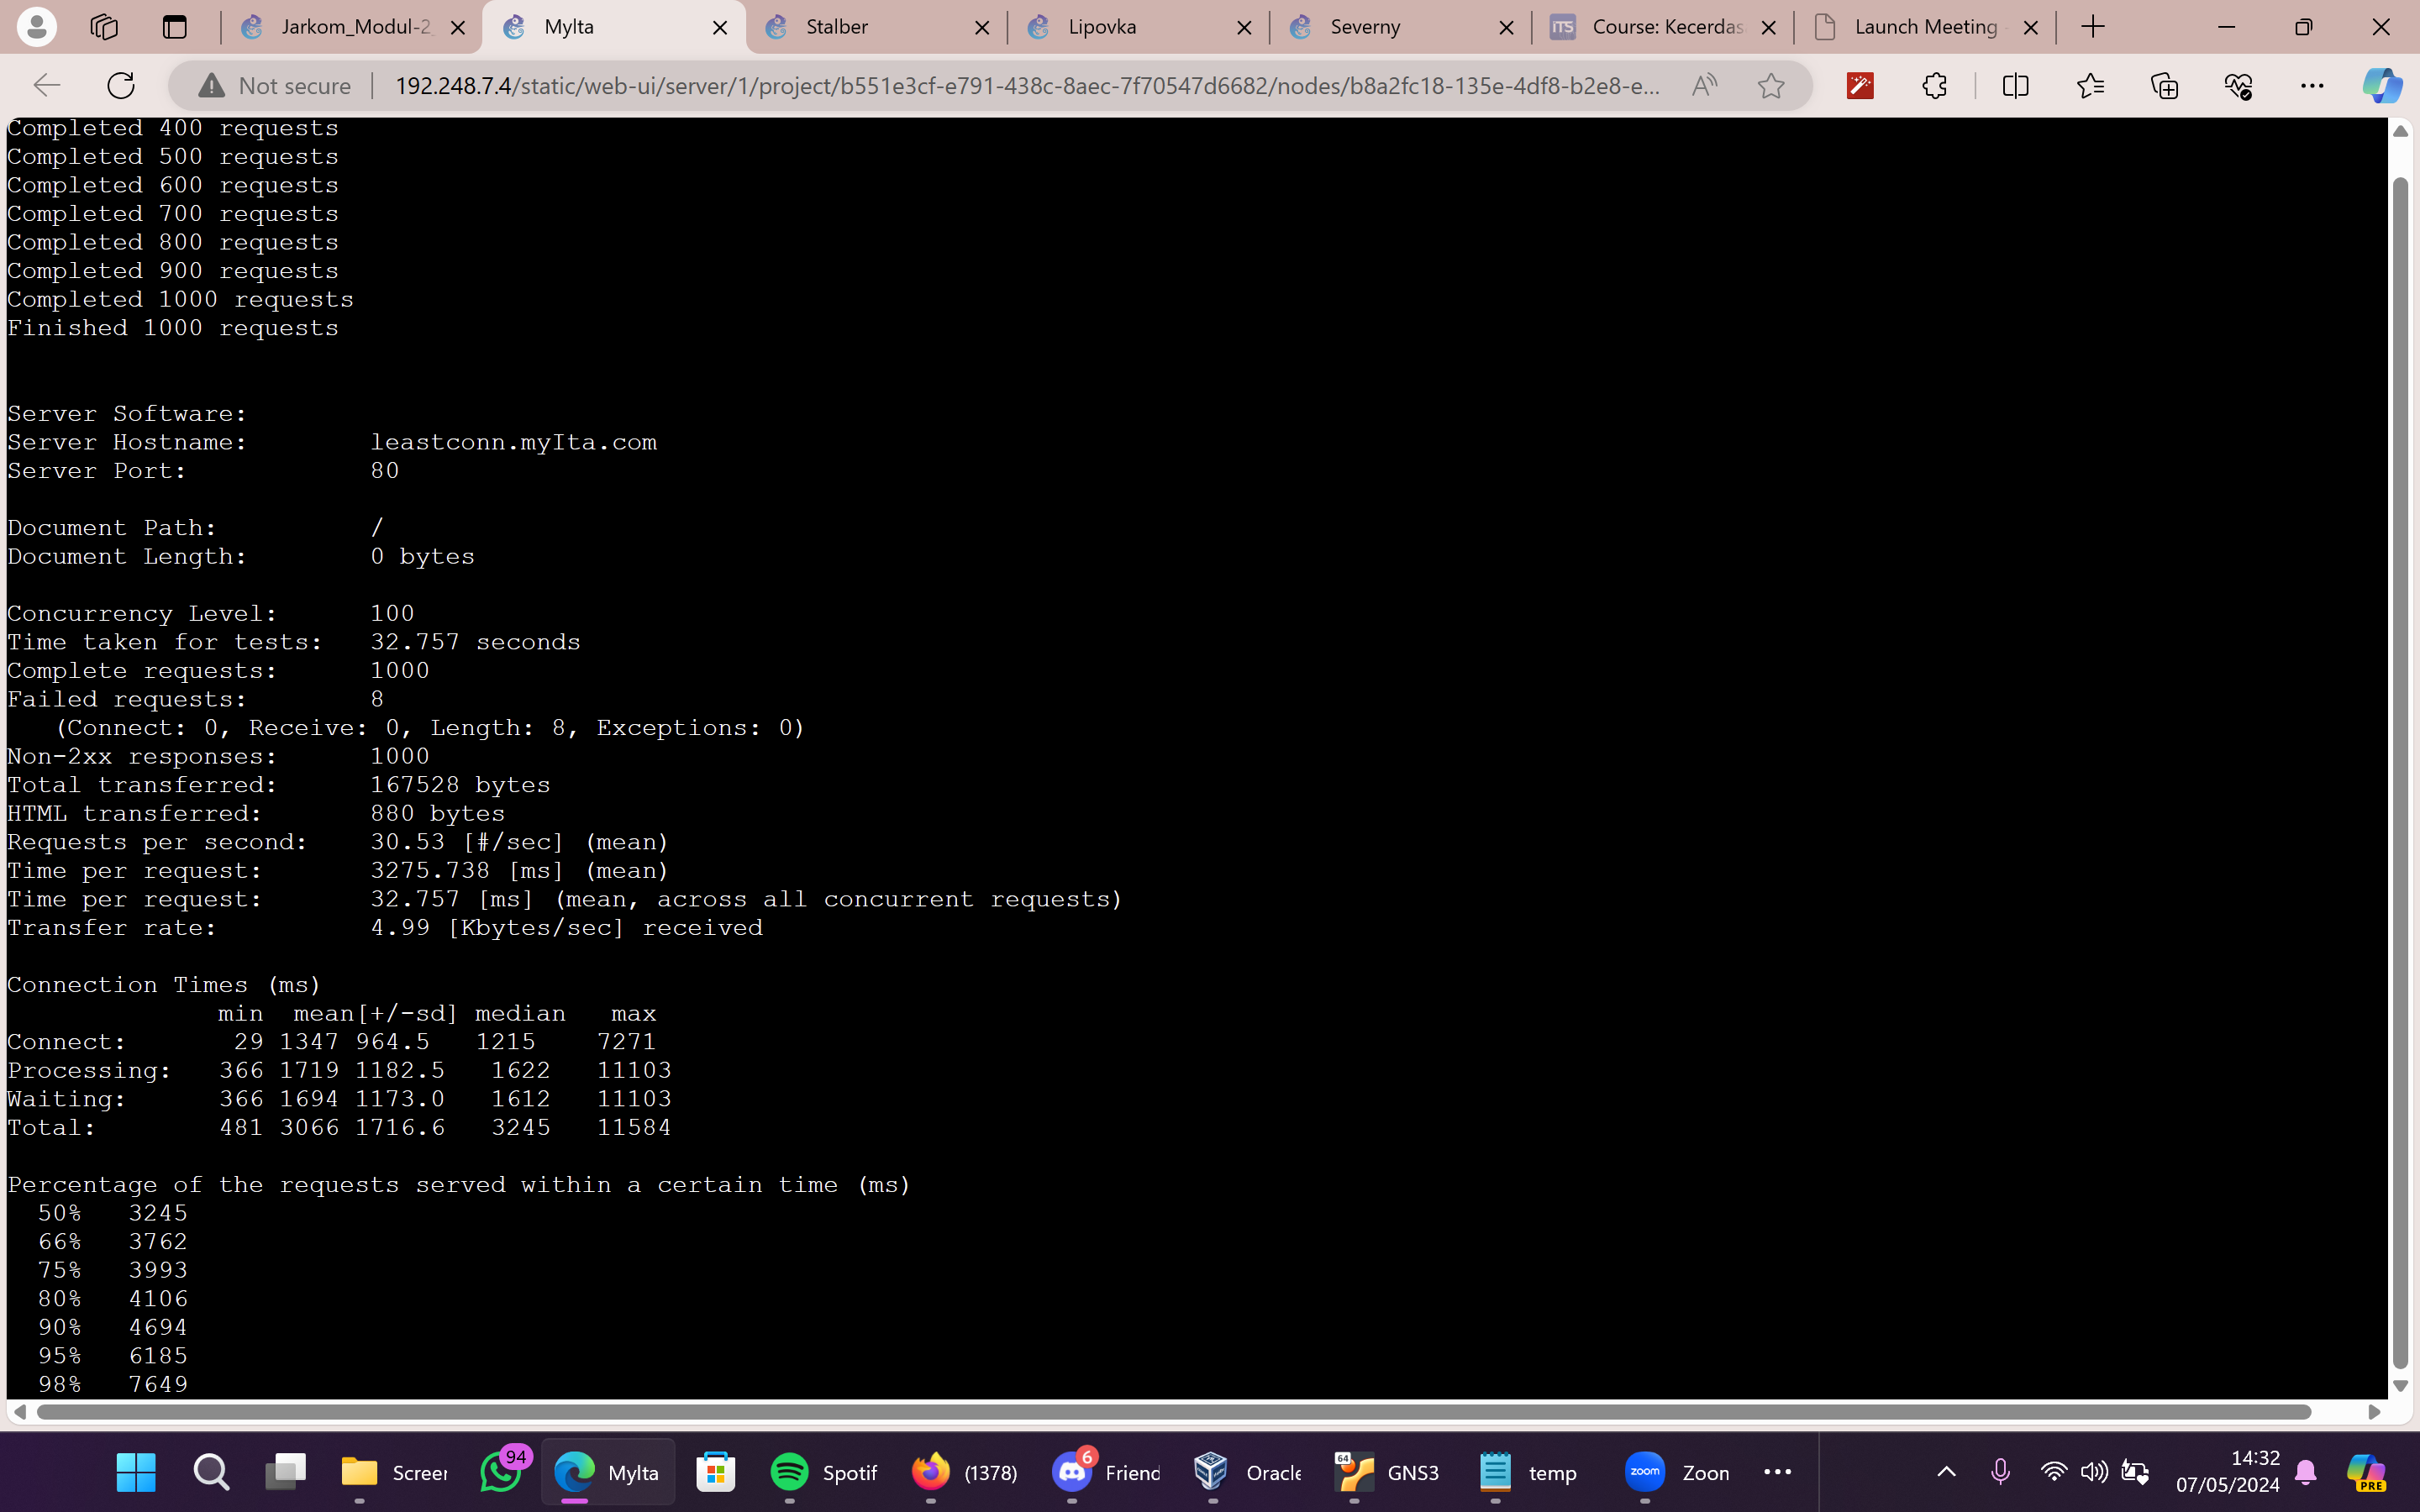 Jarkom_Modul-2_
Mylta
Stalber
Lipovka
Severny
ITS
Course: Kecerdas
Launch Meeting
Not secure
192.248.7.4/static/web-ui/server/1/project/b551e3cf-e791-438c-8aec-7f70547d6682/nodes/b8a2fc18-135e-4df8-b2e8-e...
Completed 400 requests
Completed 500 requests
Completed 600 requests
Completed 700 requests
Completed 800 requests
Completed 900 requests
Completed 1000 requests
Finished 1000 requests
Server Software:
Server Hostname: leastconn.myIta.com
Server Port: 80
Document Path: /
Document Length: 0 bytes
Concurrency Level: 100
Time taken for tests: 32.757 seconds
Complete requests: 1000
Failed requests: 8
(Connect: 0, Receive: 0, Length: 8, Exceptions: 0)
Non-2xx responses: 1000
Total transferred: 167528 bytes
HTML transferred: 880 bytes
Requests per second: 30.53 [#/sec] (mean)
Time per request: 3275.738 [ms] (mean)
Time per request: 32.757 [ms] (mean, across all concurrent requests)
Transfer rate: 4.99 [Kbytes/sec] received
Connection Times (ms)
min mean[+/-sd] median max
Connect: 29 1347 964.5 1215 7271
Processing: 366 1719 1182.5 1622 11103
Waiting: 366 1694 1173.0 1612 11103
Total: 481 3066 1716.6 3245 11584
Percentage of the requests served within a certain time (ms)
50% 3245
66% 3762
75% 3993
80% 4106
90% 4694
95% 6185
98% 7649
Screer
94
Mylta
Spotif
(1378)
6
Friend
Oracle
64
GNS3
temp
zoom
Zoon
14:32
07/05/2024
PRE